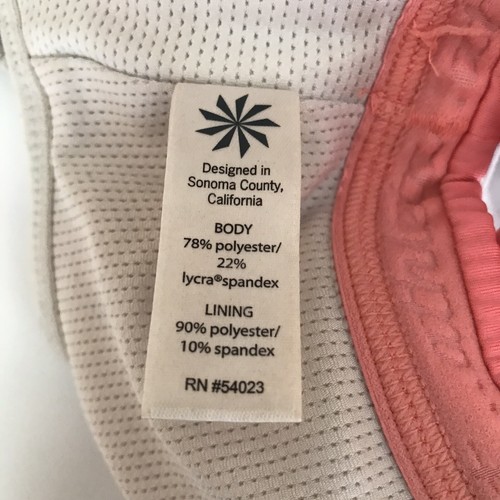 Designed in
Sonoma County,
California
BODY
78% polyester/
22%
lycra®spandex
LINING
90% polyester/
10% spandex
RN #54023